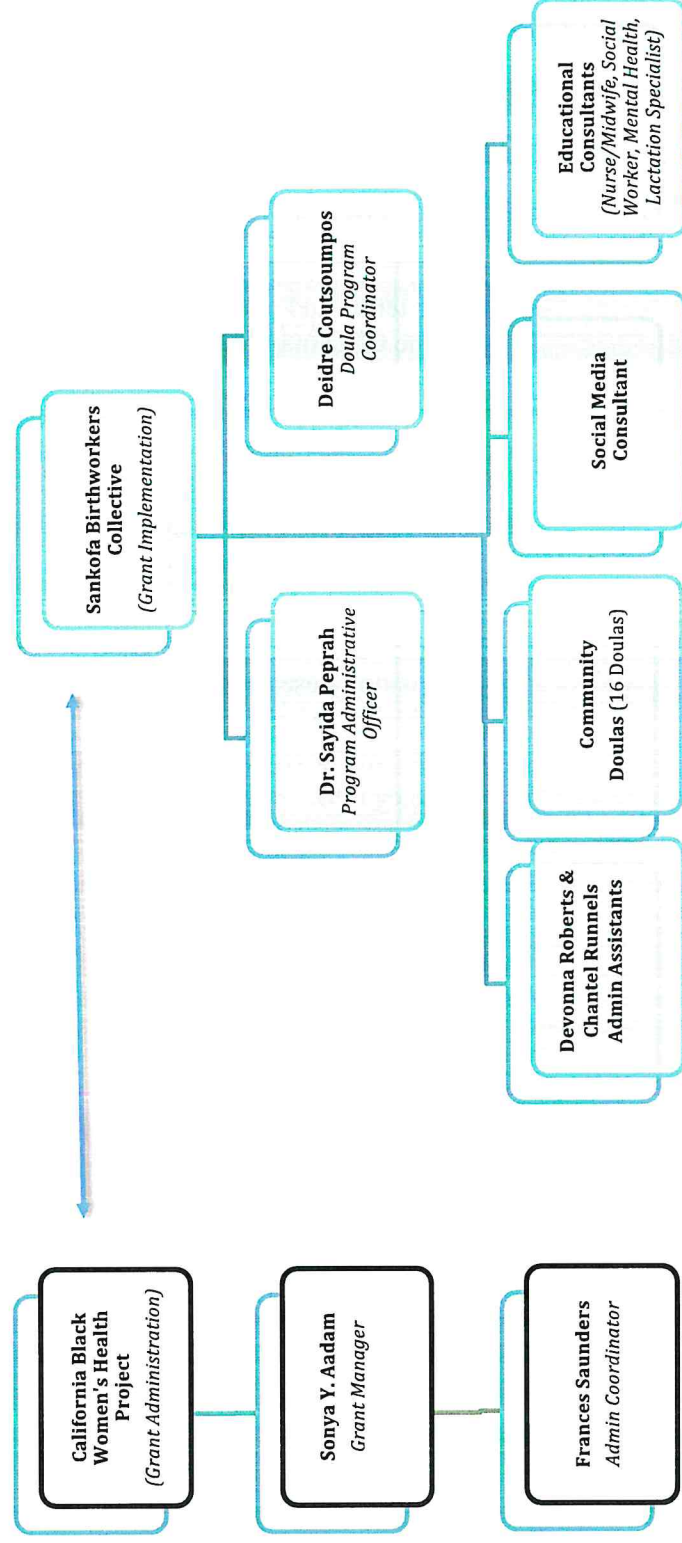 California Black
Women's Health
Project
(Grant Administration)
Sonya Y. Aadam
Grant Manager
Frances Saunders
Admin Coordinator
Sankofa Birthworkers
Collective
(Grant Implementation)
Dr. Sayida Peprah
Program Administrative
Officer
Deidre Coutsoumpos
Doula Program
Coordinator
Devonna Roberts &
Chantel Runnels
Admin Assistants
Community
Doulas (16 Doulas)
Social Media
Consultant
Educational
Consultants
(Nurse/Midwife, Social
Worker, Mental Health,
Lactation Specialist)